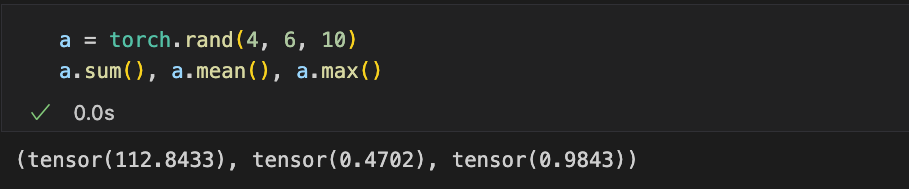 a = torch.rand(4, 6, 10)
a.sum(), a.mean(), a.max()
0.0s
(tensor(112.8433), tensor(0.4702), tensor(0.9843))